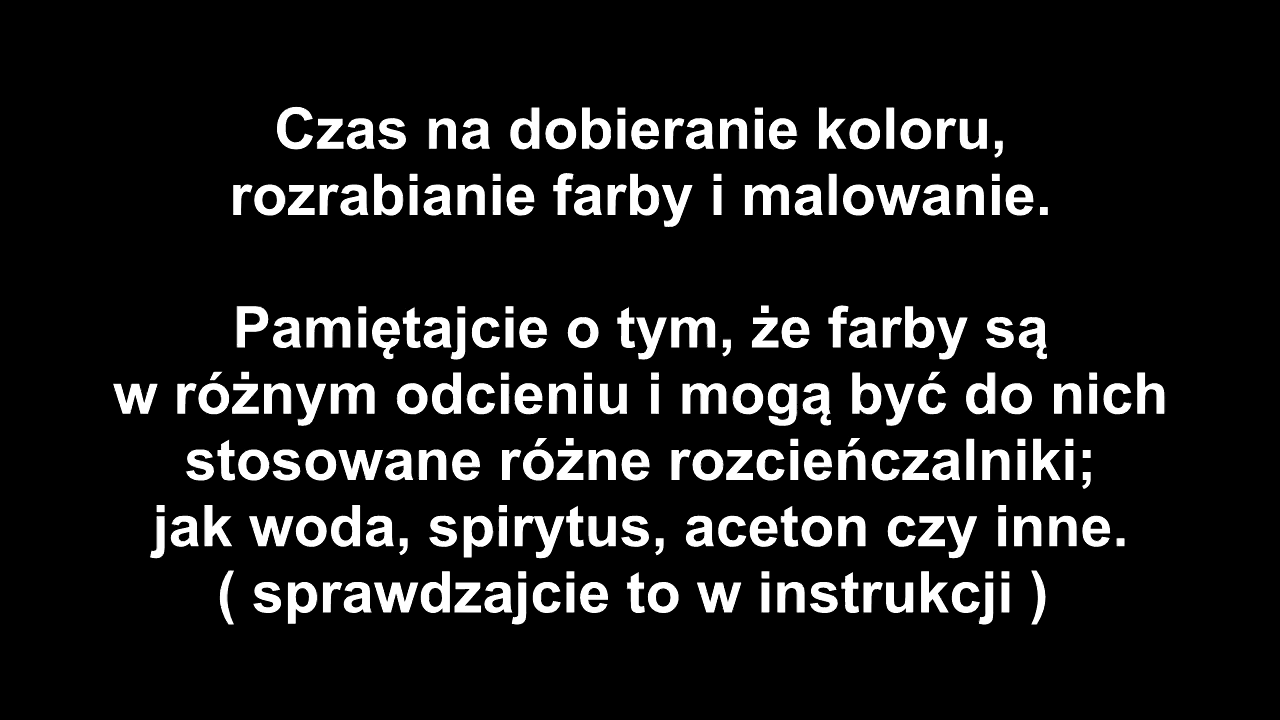 Czas na dobieranie koloru,
rozrabianie farby i malowanie.
Pamiętajcie o tym, że farby są
w różnym odcieniu i mogą być do nich
stosowane różne rozcieńczalniki;
jak woda, spirytus, aceton czy inne.
( sprawdzajcie to w instrukcji )